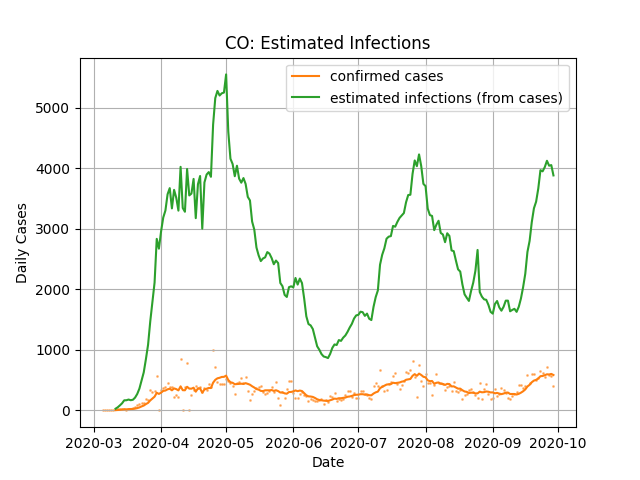 CO: Estimated Infections
confirmed cases
estimated infections (from cases)
Daily Cases
5000
4000
3000
2000
1000
0
2020-03 2020-04 2020-05 2020-06 2020-07 2020-08 2020-09 2020-10
Date